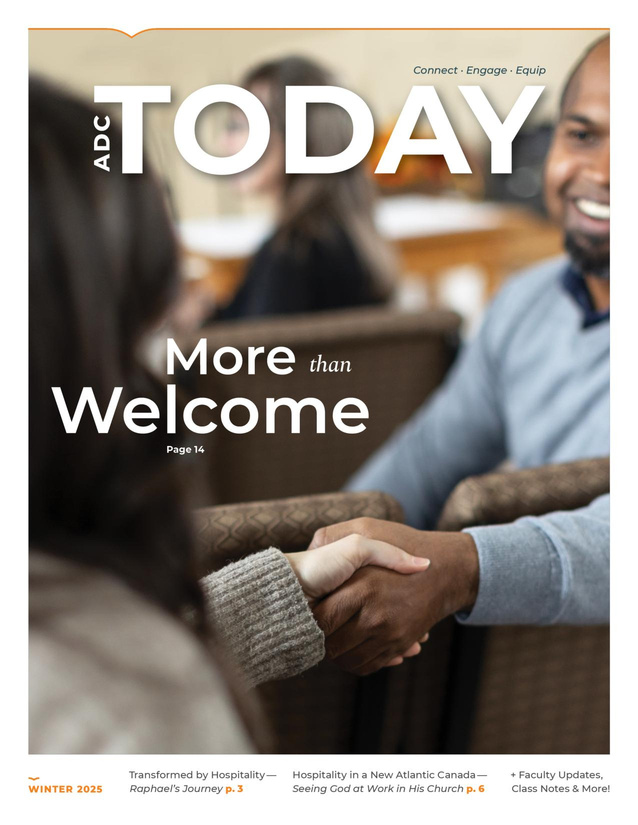 Connect · Engage · Equip
ADC TODAY
More than
Welcome
Page 14
WINTER 2025
Transformed by Hospitality—
Raphael's Journey p. 3
Hospitality in a New Atlantic Canada—
Seeing God at Work in His Church p. 6
+ Faculty Updates,
Class Notes & More!